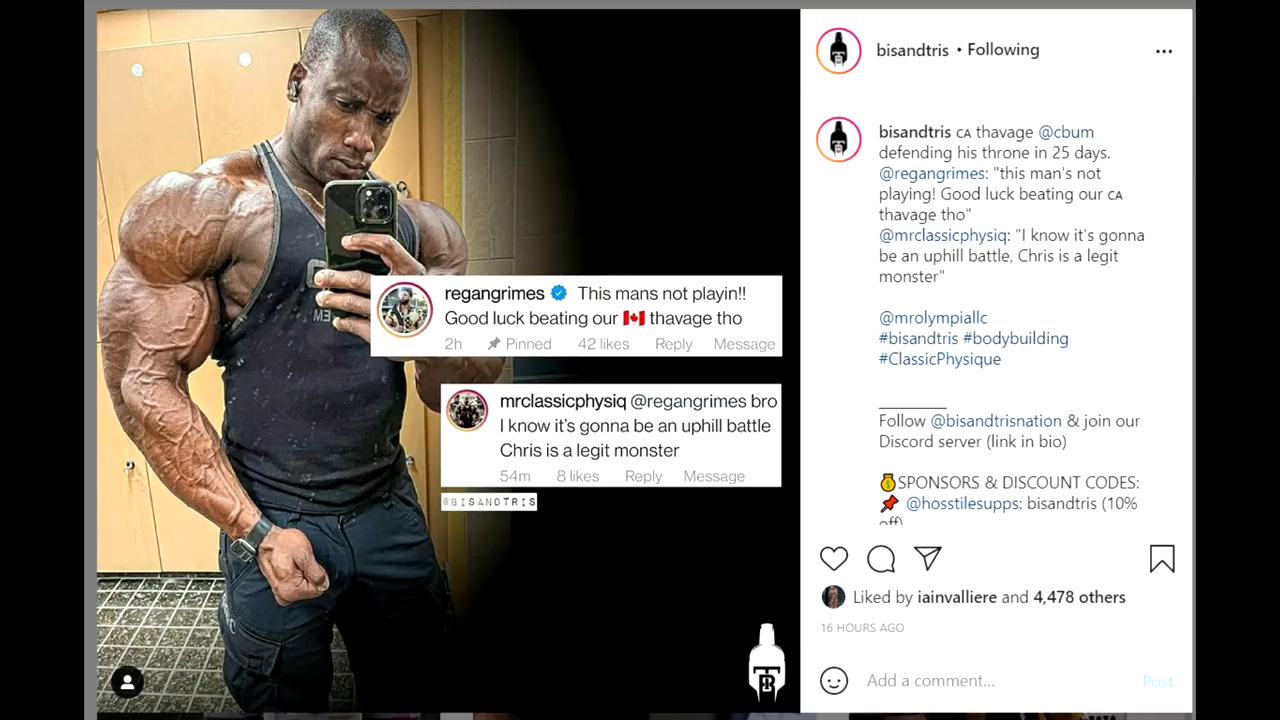 regangrimes This mans not playin!!
Good luck beating our 🇨🇦 thavage tho
2h 📌 Pinned 42 likes Reply Message
mrclassicphysiq @regangrimes bro
I know it's gonna be an uphill battle
Chris is a legit monster
54m 8 likes Reply Message
@BISANDTRIS
bisandtris • Following
bisandtris CA thavage @cbum
defending his throne in 25 days.
@regangrimes: "this man's not
playing! Good luck beating our CA
thavage tho"
@mrclassicphysiq: "I know it's gonna
be an uphill battle, Chris is a legit
monster"
@mrolympiallc
#bisandtris #bodybuilding
#ClassicPhysique
Follow @bisandtrisnation & join our
Discord server (link in bio)
💰SPONSORS & DISCOUNT CODES:
📌 @hosstilesupps: bisandtris (10%
off)
Liked by iainvalliere and 4,478 others
16 HOURS AGO
Add a comment... Post